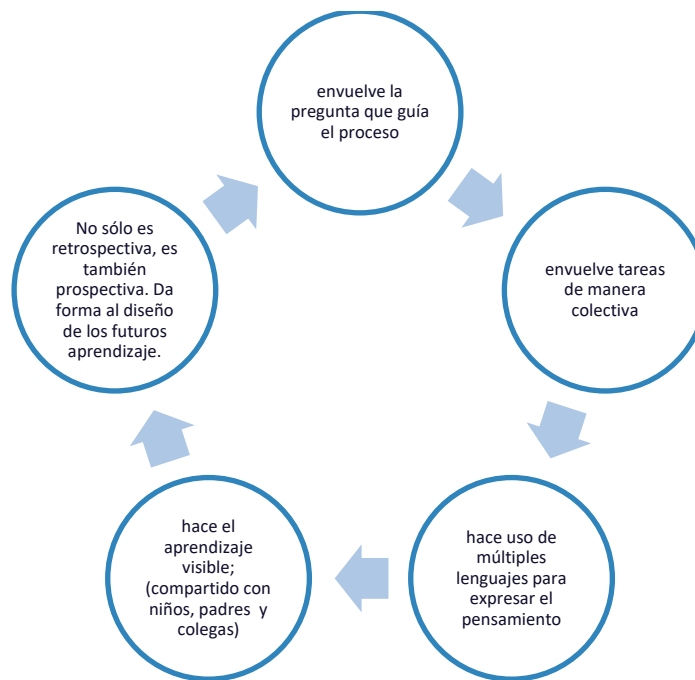 envuelve la
pregunta que guía
el proceso
envuelve tareas
de manera
colectiva
hace uso de
múltiples
lenguajes para
expresar el
pensamiento
hace el
aprendizaje
visible;
(compartido con
niños, padres y
colegas)
No sólo es
retrospectiva, es
también
prospectiva. Da
forma al diseño
de los futuros
aprendizaje.